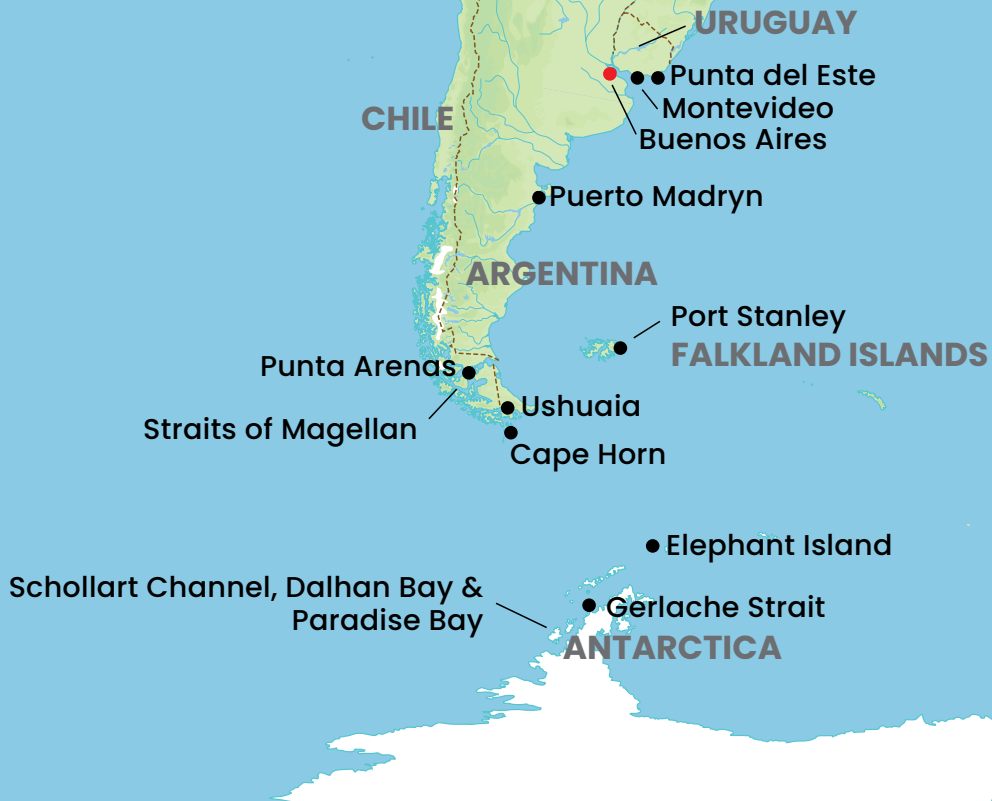 URUGUAY
Punta del Este
Montevideo
CHILE
Buenos Aires
Puerto Madryn
ARGENTINA
Port Stanley
FALKLAND ISLANDS
Punta Arenas
Ushuaia
Straits of Magellan
Cape Horn
Elephant Island
Schollart Channel, Dalhan Bay &
Paradise Bay
Gerlache Strait
ANTARCTICA